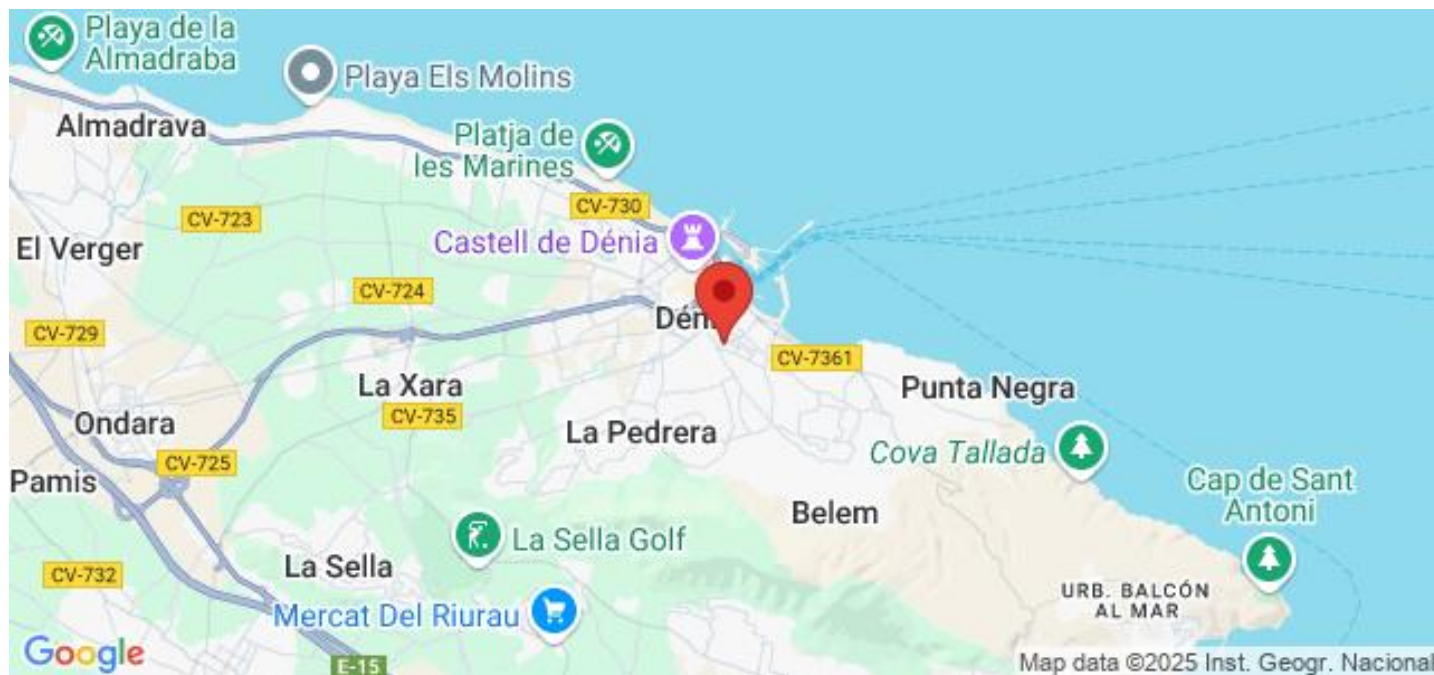 Playa de la
Almadraba
Playa Els Molins
Almadrava
Platja de
les Marines
CV-730
CV-723
Castell de Dénia
El Verger
CV-724
CV-729
CV-7361
La Xara
Punta Negra
CV-735
Ondara
La Pedrera
Cova Tallada
CV-725
Pamis
Cap de Sant
Antoni
Belem
La Sella Golf
La Sella
CV-732
URB. BALCÓN
AL MAR
Mercat Del Riurau
Google
E-15
Map data ©2025 Inst. Geogr. Nacional